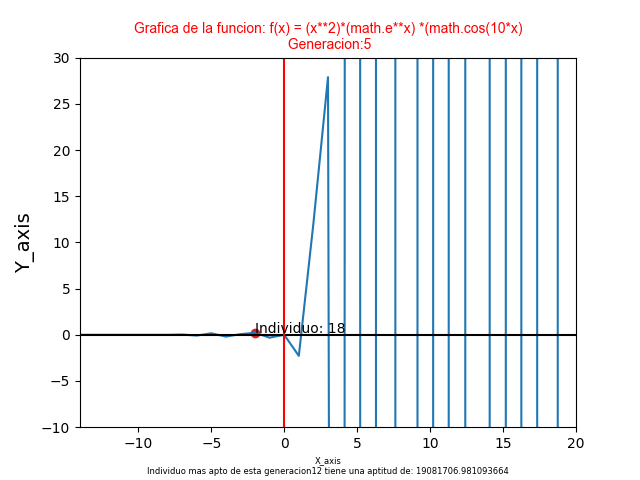 Grafica de la funcion: f(x) = (x**2)*(math.e**x) *(math.cos(10*x)
Generacion:5
30
25
20
15
10
5
0
−5
−10
Y_axis
Individuo: 18
−10 −5 0 5 10 15 20
X_axis
Individuo mas apto de esta generacion12 tiene una aptitud de: 19081706.981093664